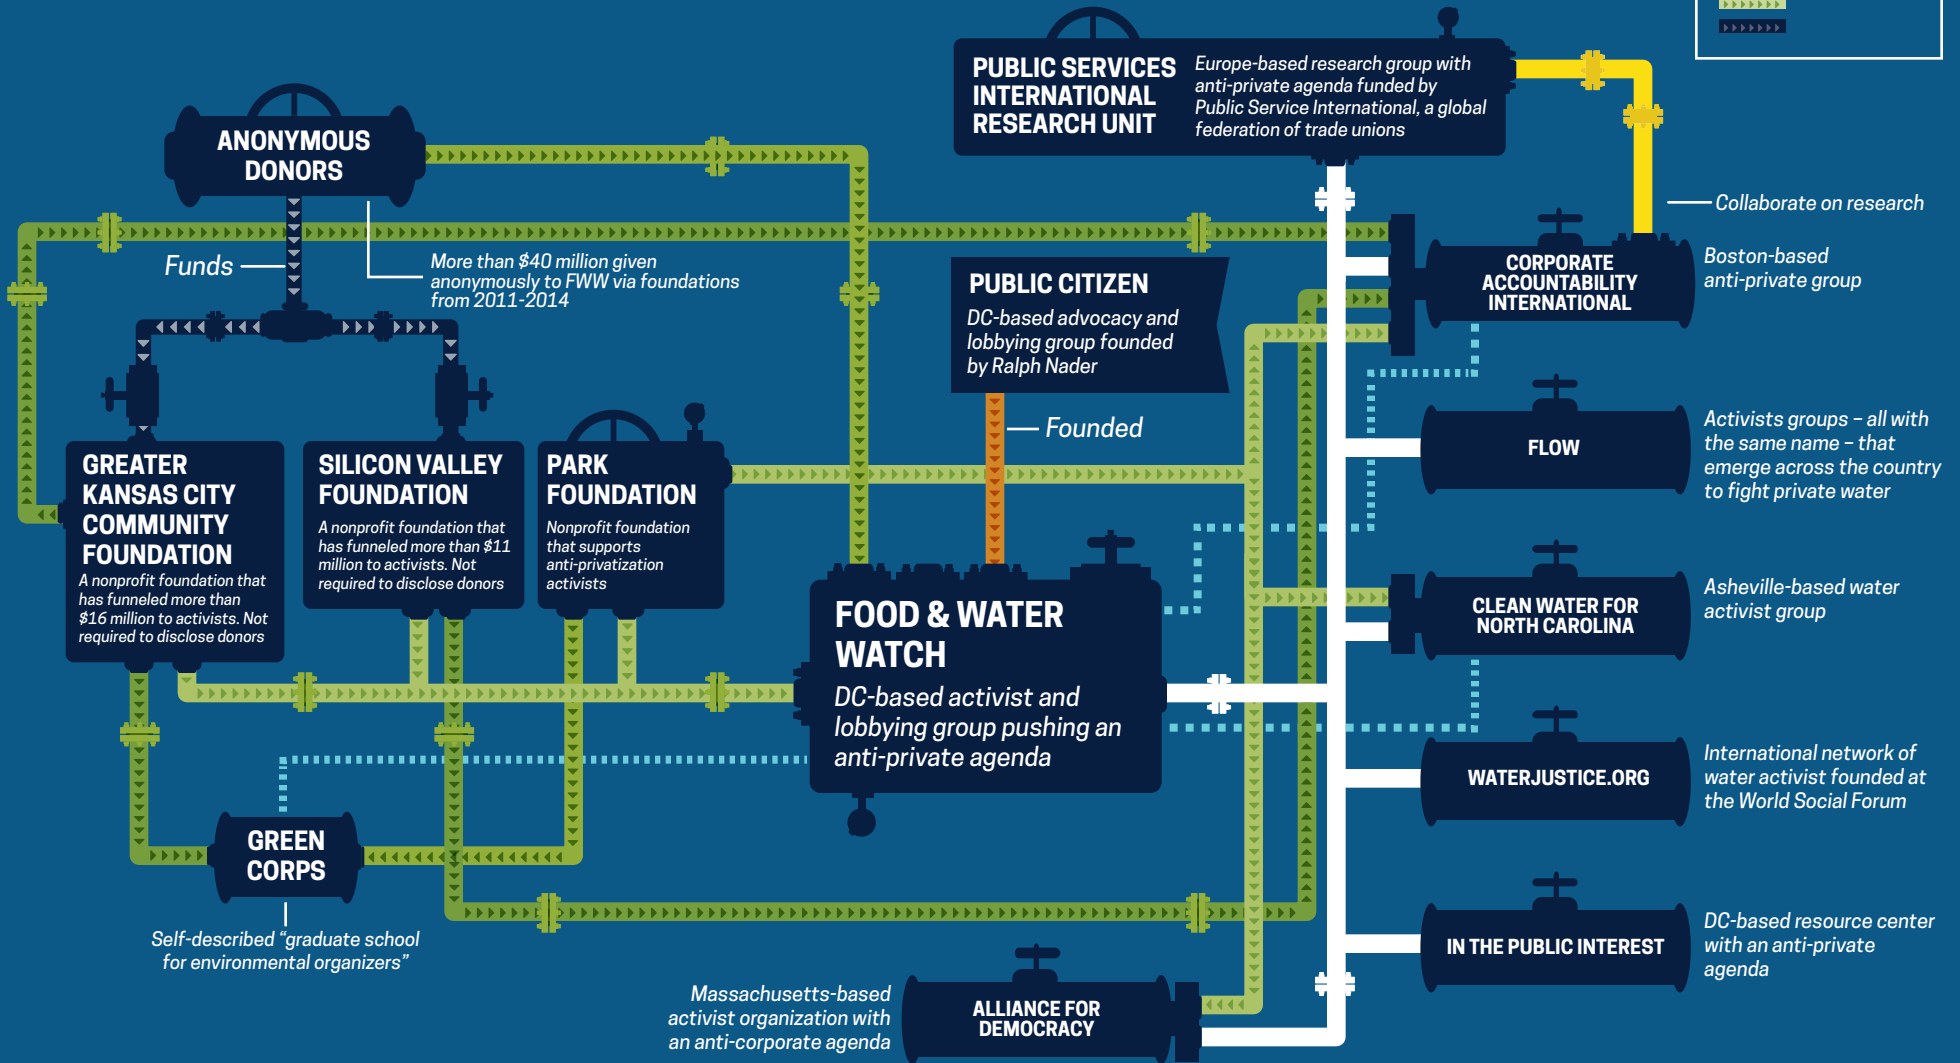 PUBLIC SERVICES
INTERNATIONAL
RESEARCH UNIT
Europe-based research group with
anti-private agenda funded by
Public Service International, a global
federation of trade unions
ANONYMOUS
DONORS
Collaborate on research
Funds
More than $40 million given
anonymously to FWW via foundations
from 2011-2014
PUBLIC CITIZEN
DC-based advocacy and
lobbying group founded
by Ralph Nader
CORPORATE
ACCOUNTABILITY
INTERNATIONAL
Boston-based
anti-private group
Founded
FLOW
Activists groups – all with
the same name – that
emerge across the country
to fight private water
GREATER
KANSAS CITY
COMMUNITY
FOUNDATION
A nonprofit foundation that
has funneled more than
$16 million to activists. Not
required to disclose donors
SILICON VALLEY
FOUNDATION
A nonprofit foundation that
has funneled more than $11
million to activists. Not
required to disclose donors
PARK
FOUNDATION
Nonprofit foundation
that supports
anti-privatization
activists
FOOD & WATER
WATCH
DC-based activist and
lobbying group pushing an
anti-private agenda
CLEAN WATER FOR
NORTH CAROLINA
Asheville-based water
activist group
WATERJUSTICE.ORG
International network of
water activist founded at
the World Social Forum
GREEN
CORPS
Self-described “graduate school
for environmental organizers”
IN THE PUBLIC INTEREST
DC-based resource center
with an anti-private
agenda
Massachusetts-based
activist organization with
an anti-corporate agenda
ALLIANCE FOR
DEMOCRACY